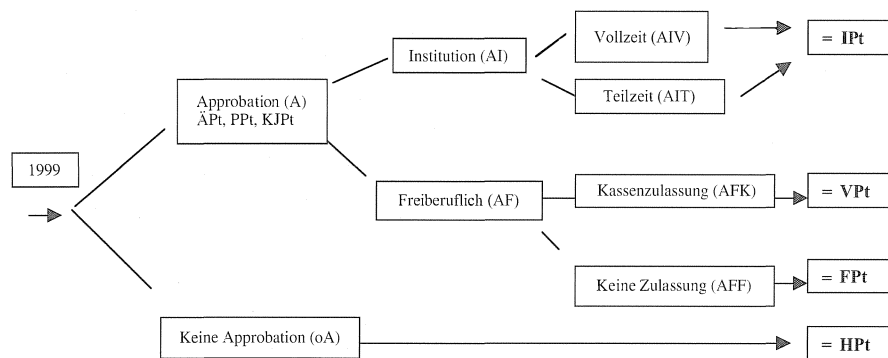 Vollzeit (AIV)
= IPt
Institution (AI)
Teilzeit (AIT)
Approbation (A)
ÄPt, PPt, KJPt
1999
Freiberuflich (AF)
Kassenzulassung (AFK)
= VPt
Keine Zulassung (AFF)
= FPt
Keine Approbation (oA)
= HPt